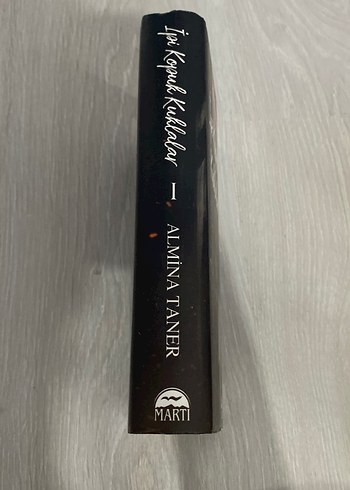 İpi Kopuk Kuklalar
I
ALMİNA TANER
MARTI